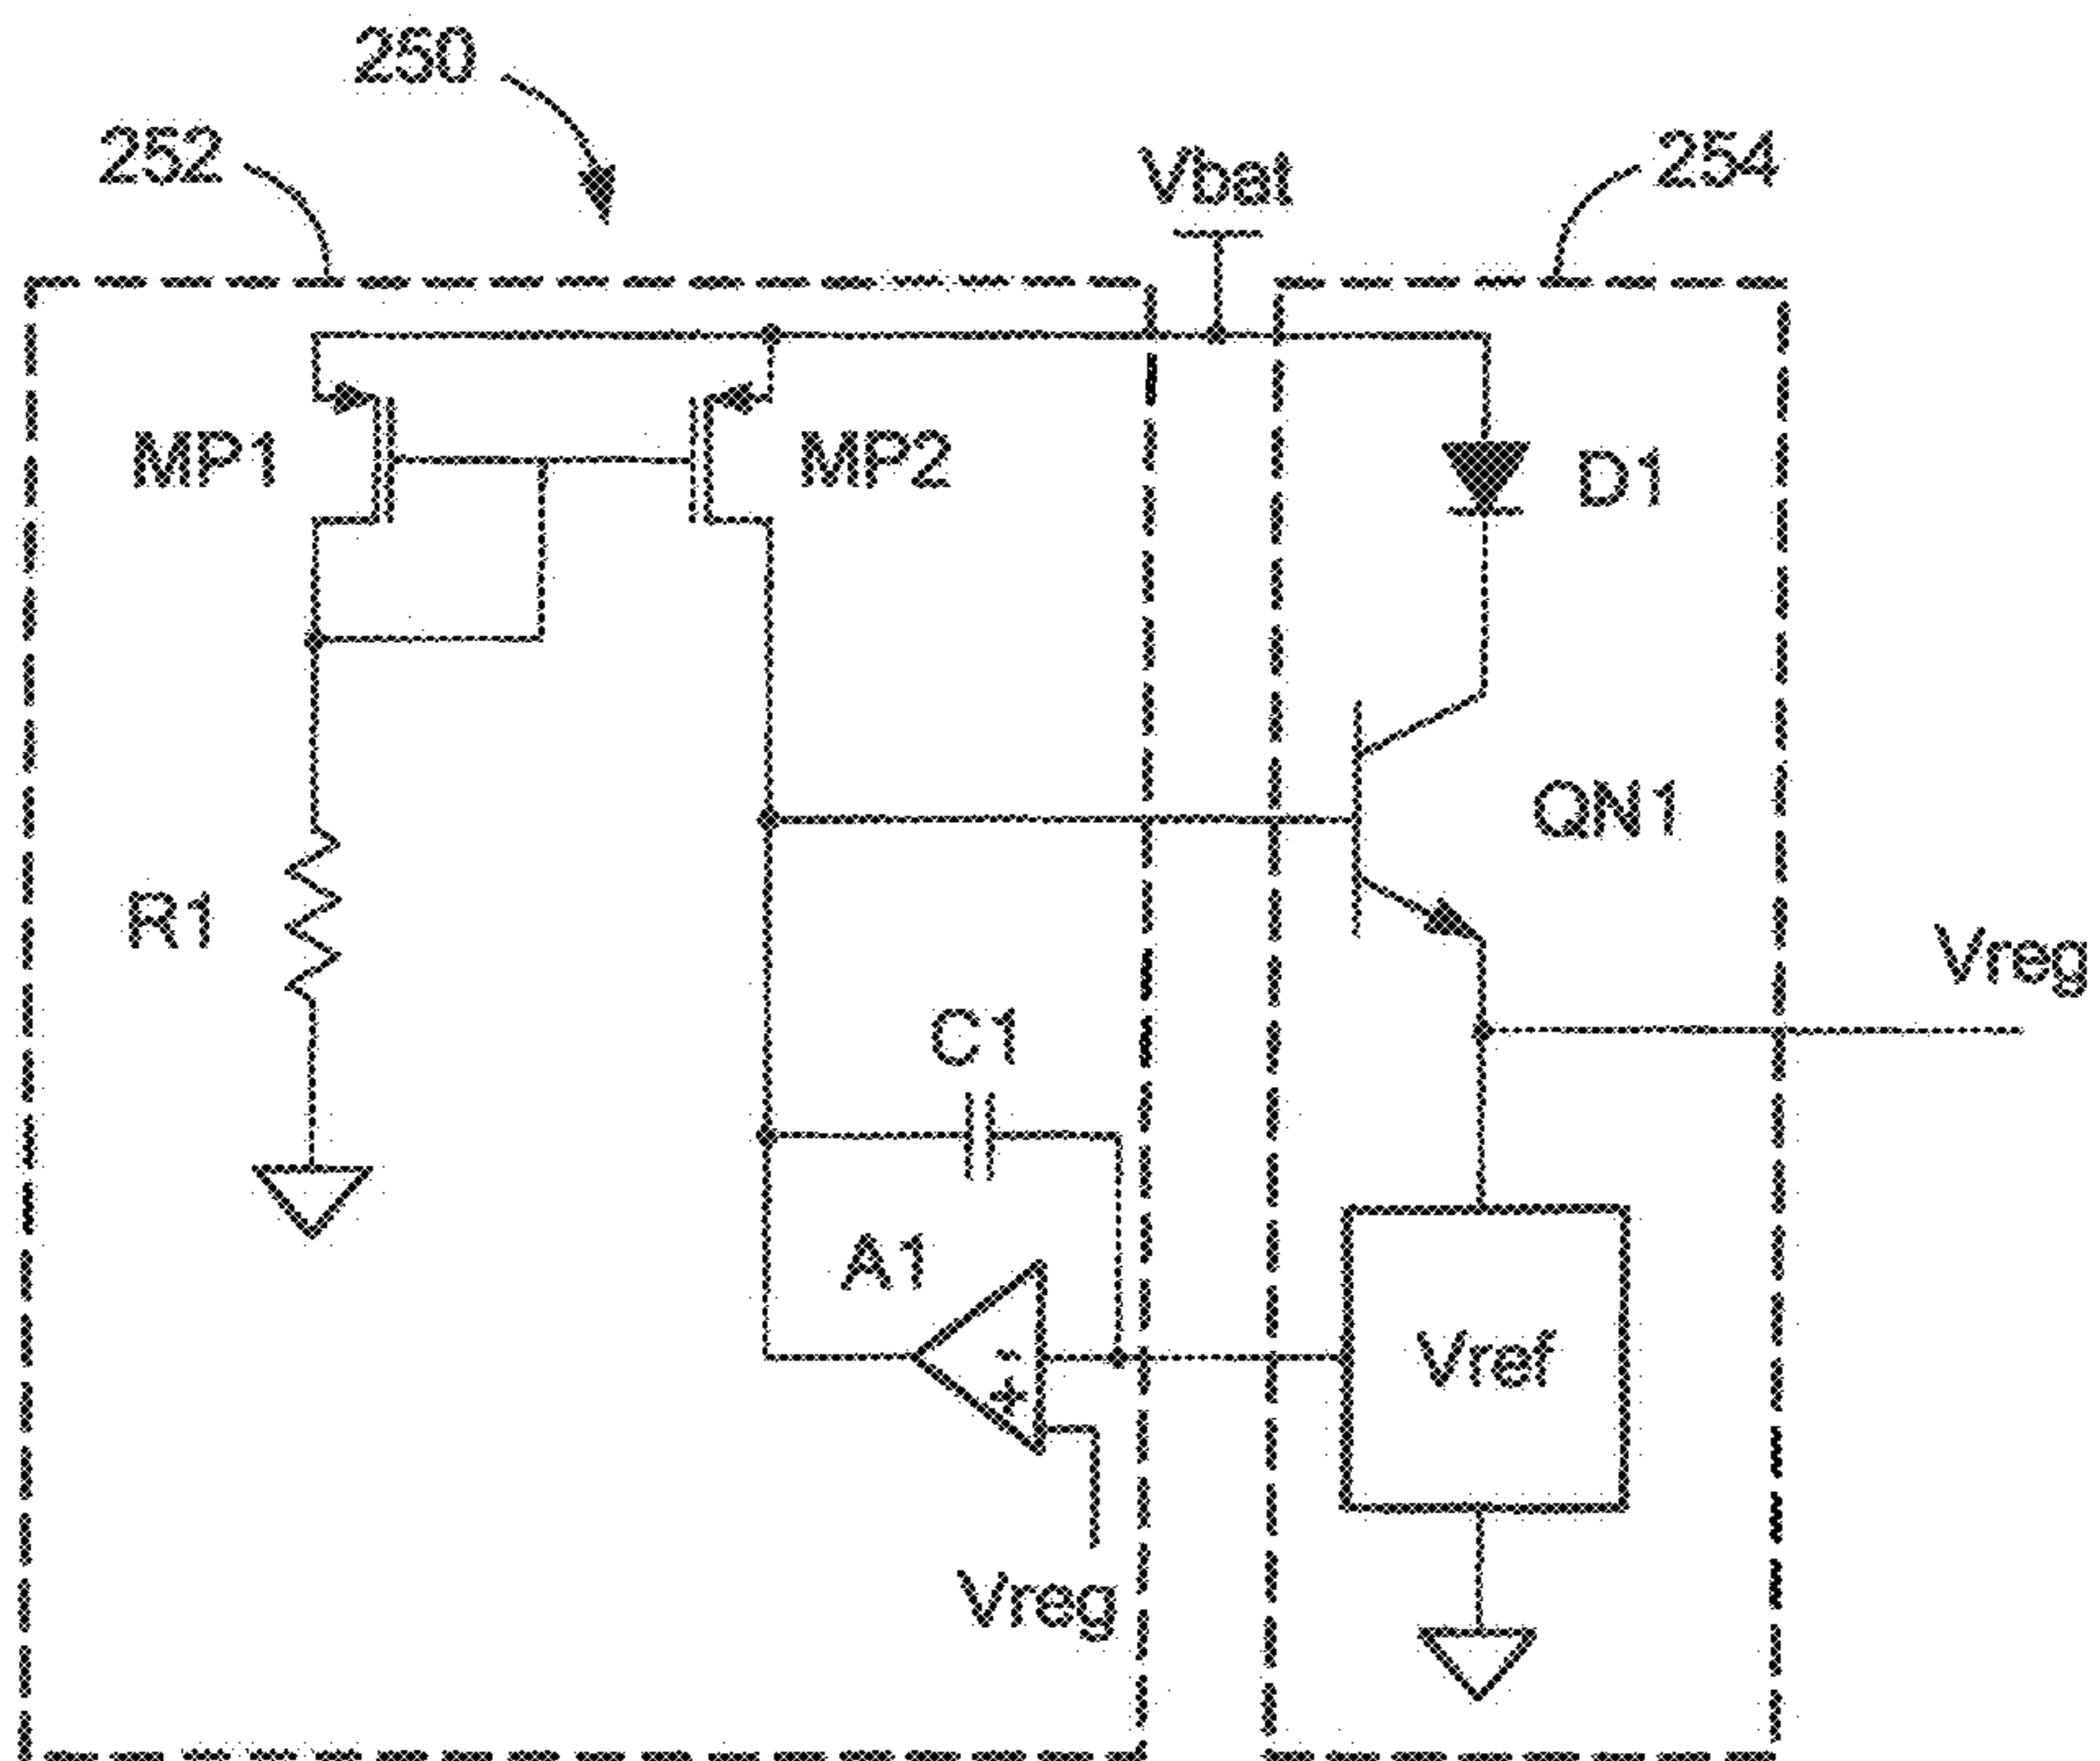 250
252
Vbat
254
MP1
MP2
D1
QN1
R1
Vreg
C1
A1
-
+
Vref
Vreg